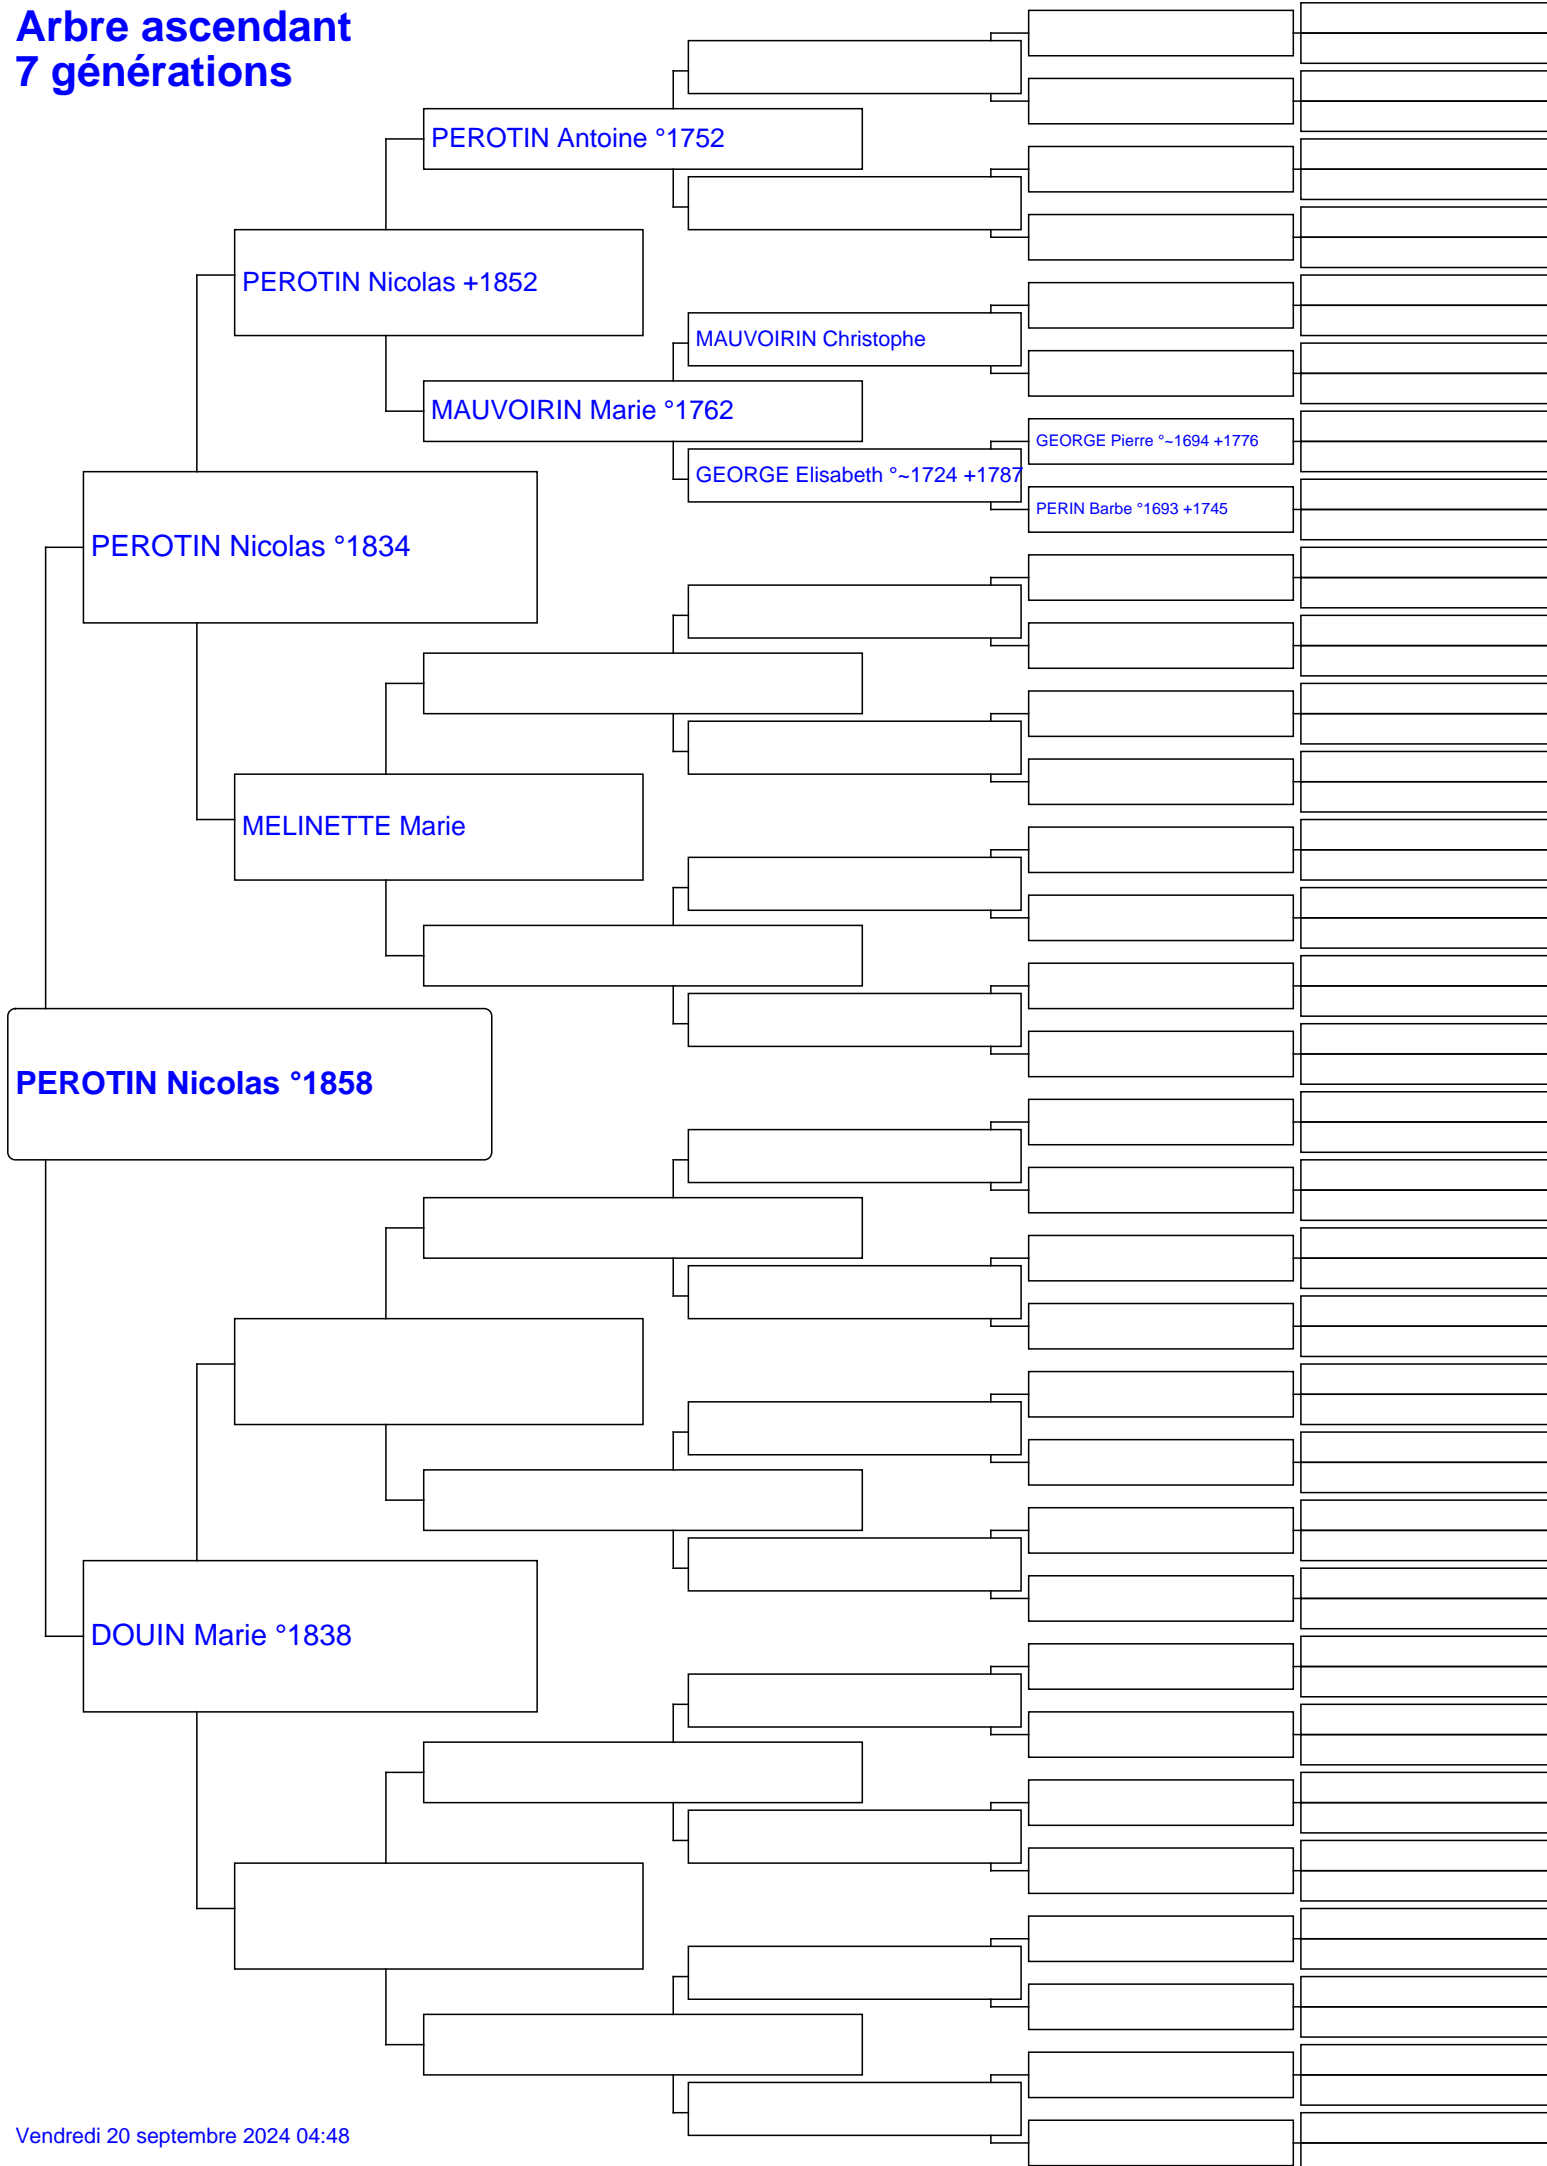 Arbre ascendant
7 générations
PEROTIN Antoine °1752
PEROTIN Nicolas +1852
MAUVOIRIN Christophe
MAUVOIRIN Marie °1762
GEORGE Pierre °~1694 +1776
GEORGE Elisabeth °~1724 +1787
PERIN Barbe °1693 +1745
PEROTIN Nicolas °1834
MELINETTE Marie
PEROTIN Nicolas °1858
DOUIN Marie °1838
Vendredi 20 septembre 2024 04:48